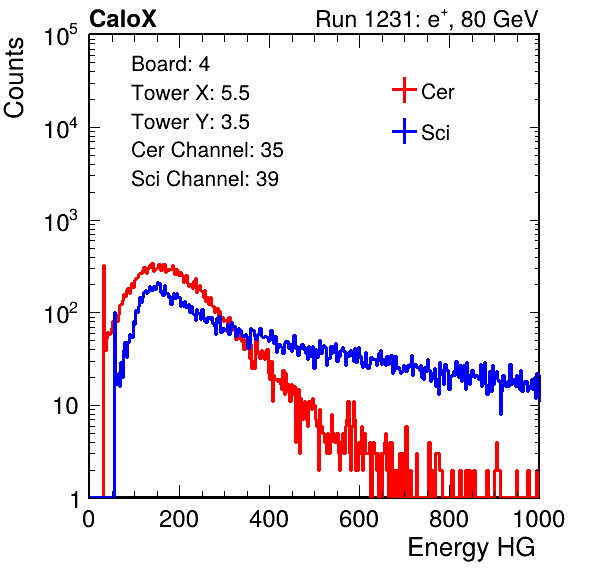 CaloX Run 1231: e⁺, 80 GeV
Counts
10⁵
10⁴
10³
10²
10
1
Board: 4
Tower X: 5.5
Tower Y: 3.5
Cer Channel: 35
Sci Channel: 39
Cer
Sci
0 200 400 600 800 1000
Energy HG